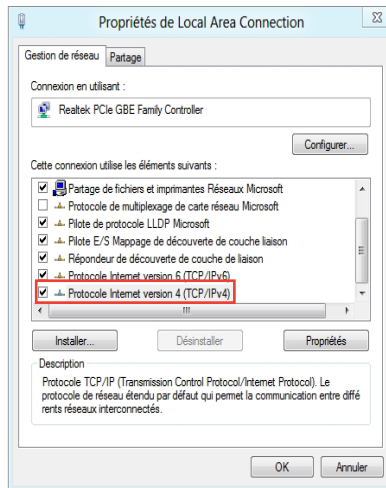 Propriétés de Local Area Connection
Gestion de réseau
Partage
Connexion en utilisant :
Realtek PCIe GBE Family Controller
Configurer...
Cette connexion utilise les éléments suivants :
Partage de fichiers et imprimantes Réseaux Microsoft
Protocole de multiplexage de carte réseau Microsoft
Pilote de protocole LLDP Microsoft
Pilote E/S Mappage de découverte de couche liaison
Répondeur de découverte de couche de liaison
Protocole Internet version 6 (TCP/IPv6)
Protocole Internet version 4 (TCP/IPv4)
Installer...
Désinstaller
Propriétés
Description
Protocole TCP/IP (Transmission Control Protocol/Internet Protocol). Le
protocole de réseau étendu par défaut qui permet la communication entre diffé
rents réseaux interconnectés.
OK
Annuler